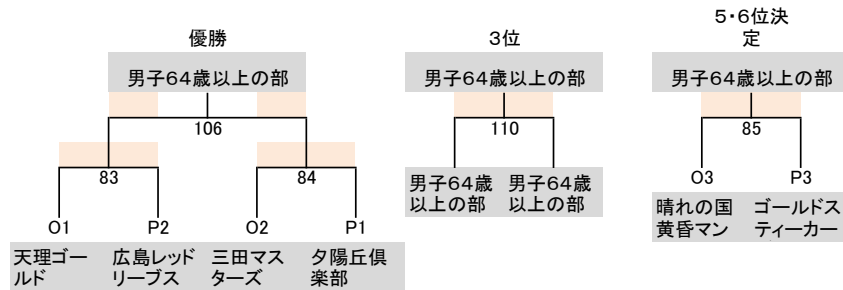 優勝
男子64歳以上の部
106
83
84
O1
P2
O2
P1
天理ゴー
ルド
広島レッド
リーブス
三田マス
ターズ
夕陽丘倶
楽部
3位
男子64歳以上の部
110
男子64歳
以上の部
男子64歳
以上の部
5・6位決
定
男子64歳以上の部
85
O3
P3
晴れの国
黄昏マン
ゴールドス
ティーカー